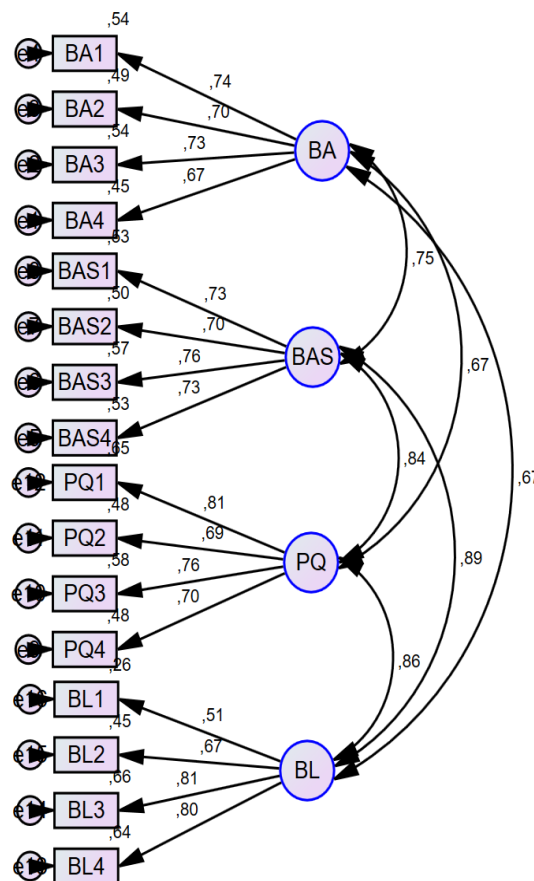 ,54
BA1
,74
,49
BA2
,70
,54
BA3
,73
BA
,45
BA4
,67
,53
BAS1
,75
,50
BAS2
,73
,70
,57
BAS3
,76
BAS
,67
,53
BAS4
,73
,65
PQ1
,84
,67
,48
PQ2
,81
,69
,58
PQ3
,76
PQ
,89
,48
PQ4
,70
,26
BL1
,86
,51
,45
BL2
,67
,66
BL3
,81
BL
,64
BL4
,80